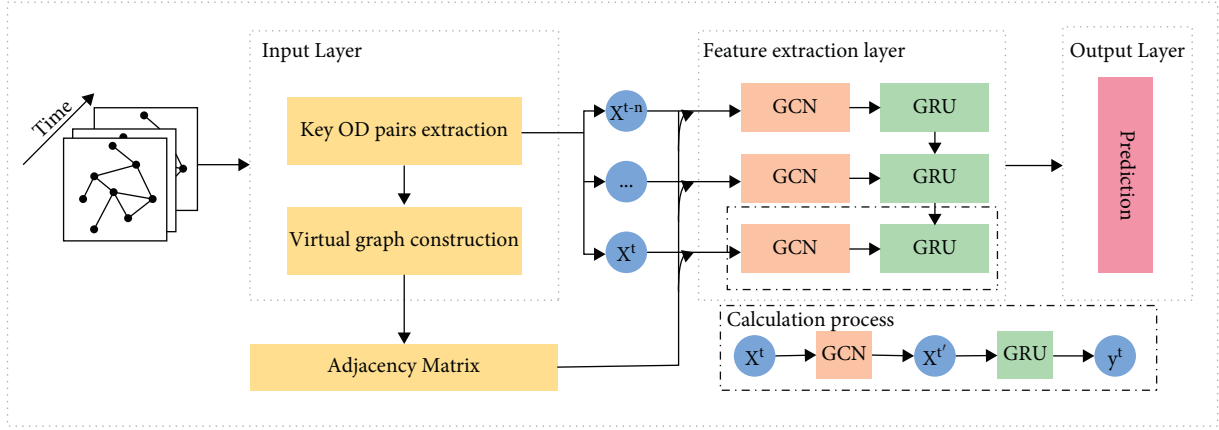 Time
Input Layer
Key OD pairs extraction
Virtual graph construction
Adjacency Matrix
X^{t-n}
...
X^t
Feature extraction layer
GCN
GRU
GCN
GRU
GCN
GRU
Output Layer
Prediction
Calculation process
X^t
GCN
X^{t'}
GRU
y^t